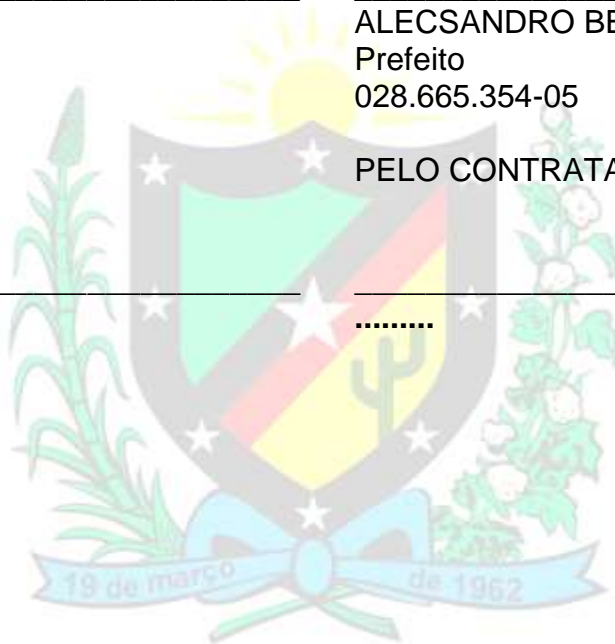 ALECSANDRO BE
Prefeito
028.665.354-05
PELO CONTRATA
.........
19 de março de 1962